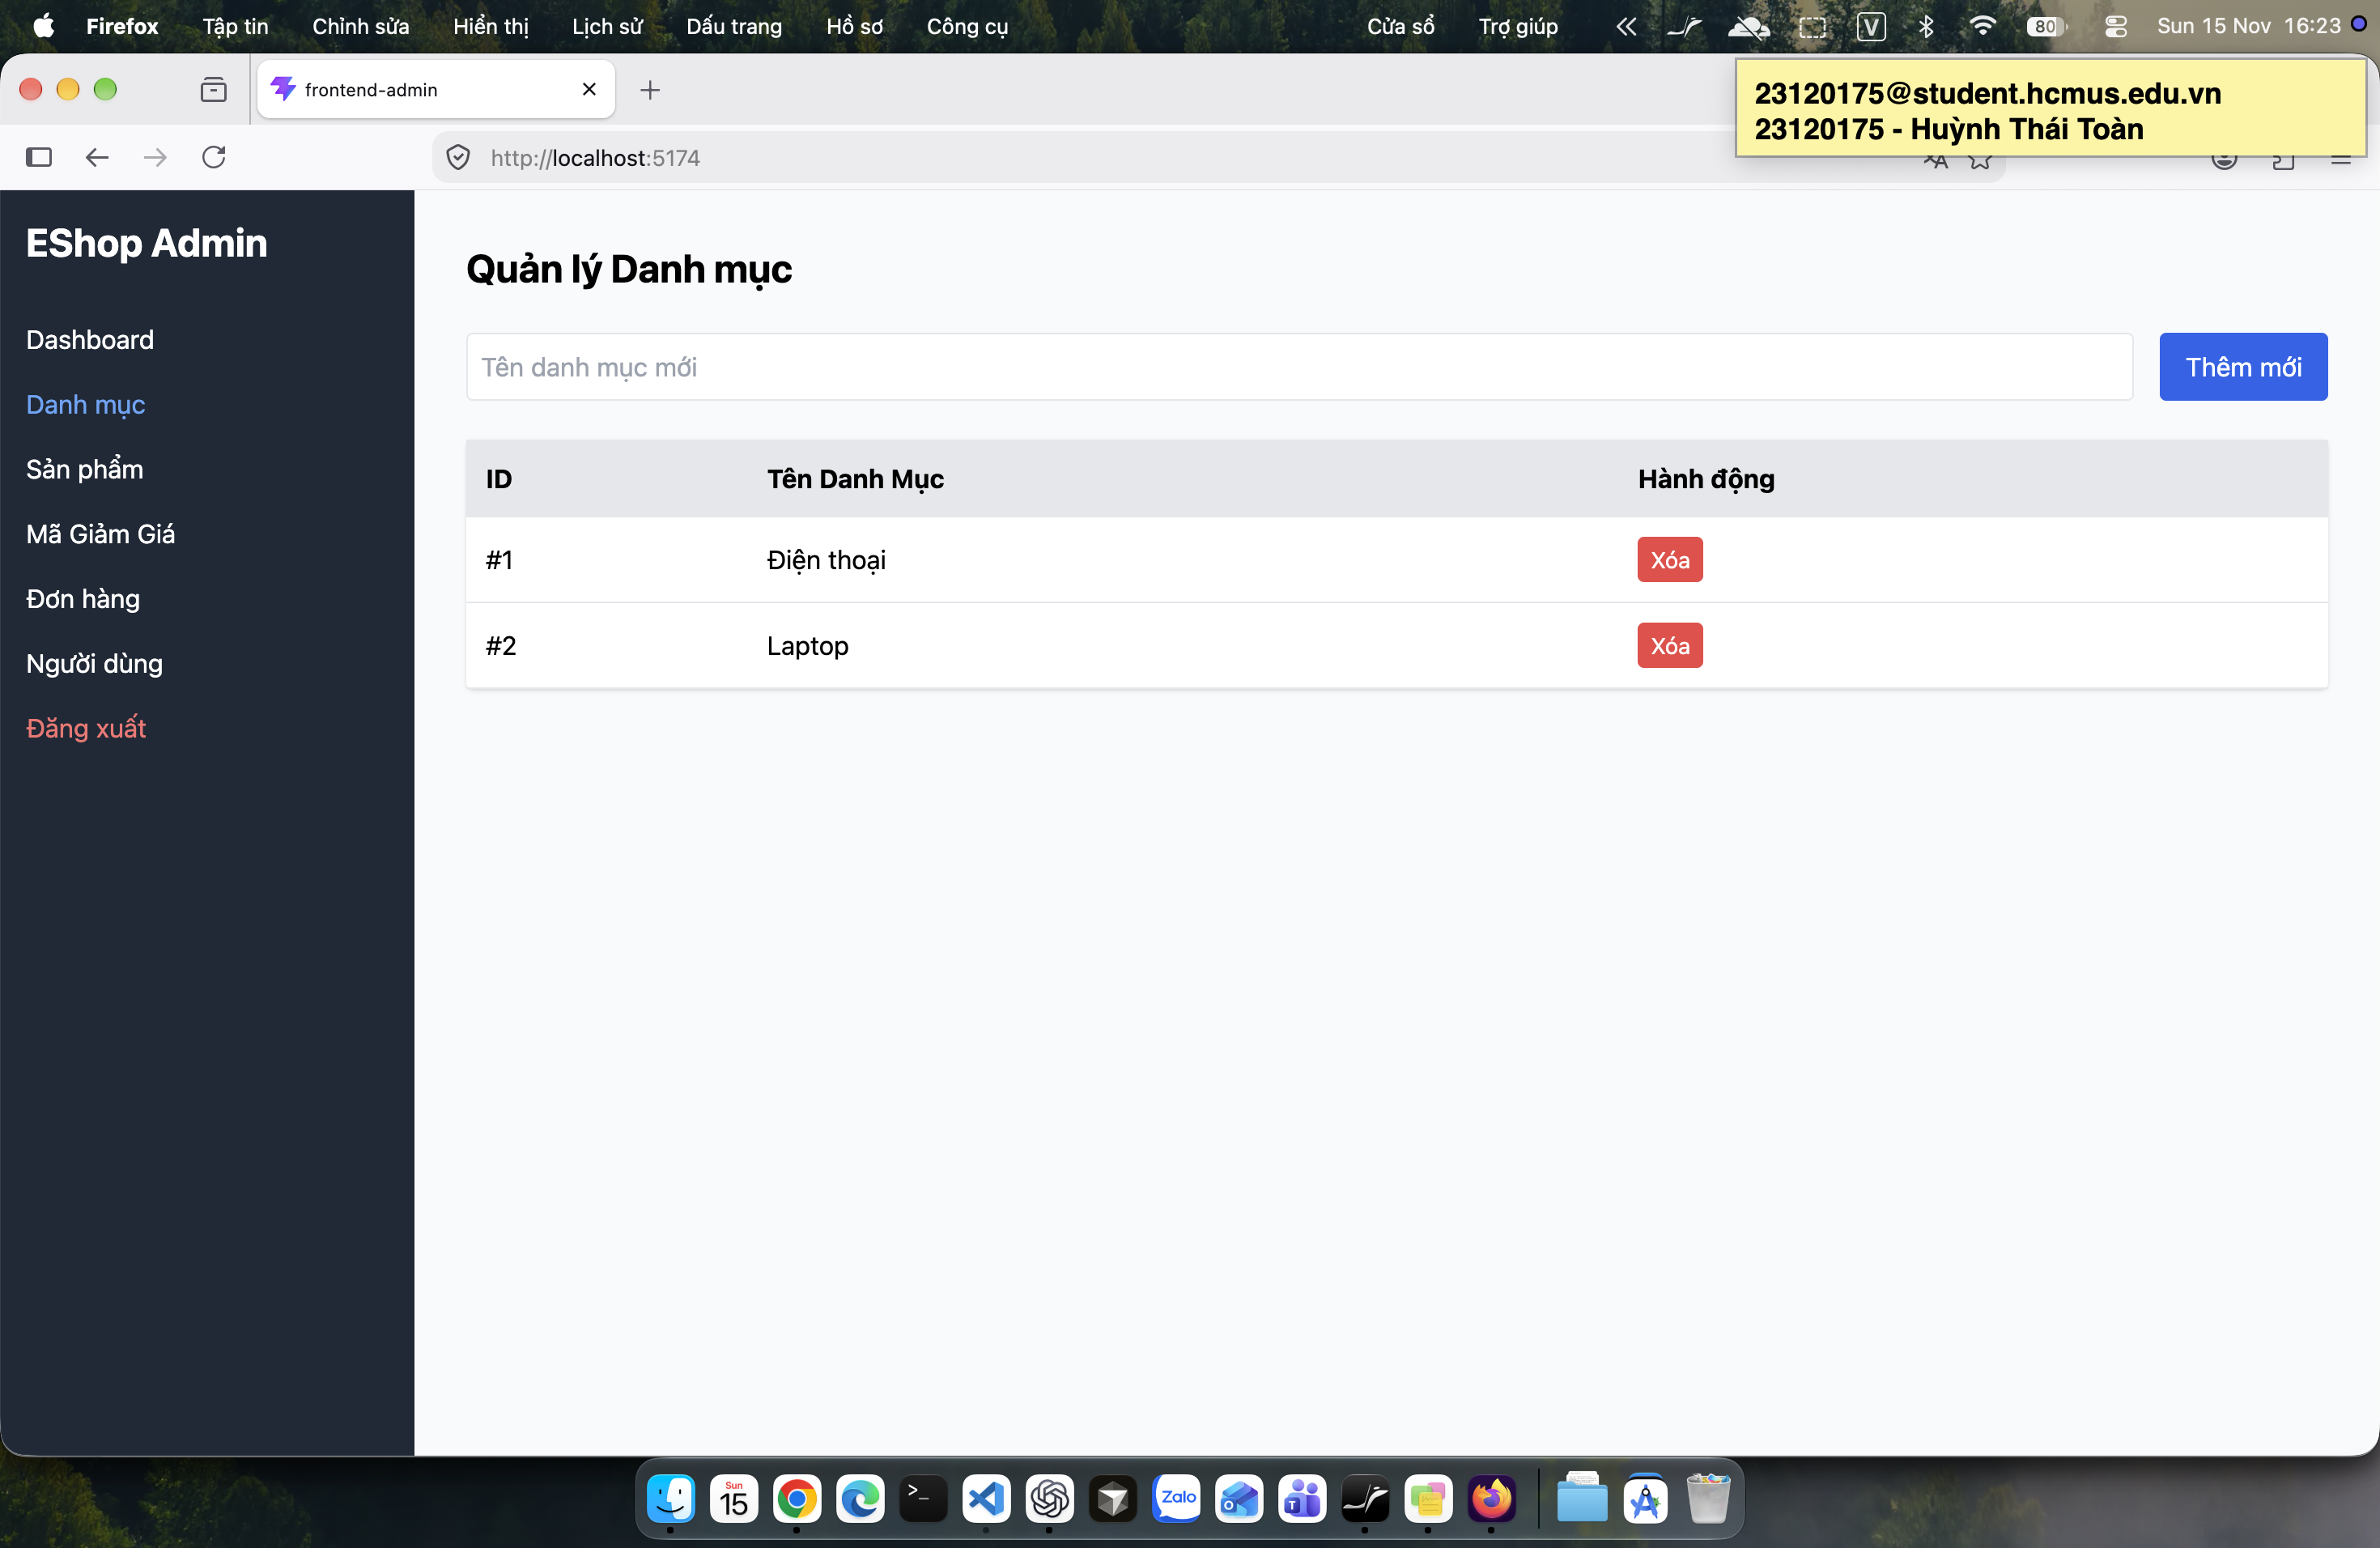 Firefox Tập tin Chỉnh sửa Hiển thị Lịch sử Dấu trang Hồ sơ Công cụ Cửa sổ Trợ giúp V 80 Sun 15 Nov 16:23
frontend-admin
23120175@student.hcmus.edu.vn
23120175 - Huỳnh Thái Toàn
http://localhost:5174
EShop Admin
Dashboard
Danh mục
Sản phẩm
Mã Giảm Giá
Đơn hàng
Người dùng
Đăng xuất
Quản lý Danh mục
Tên danh mục mới
Thêm mới
ID Tên Danh Mục Hành động
#1 Điện thoại Xóa
#2 Laptop Xóa
Sun
15
Zalo